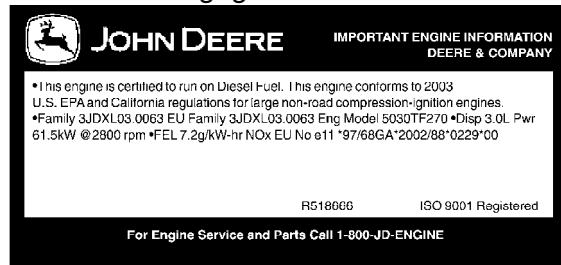 JOHN DEERE
IMPORTANT ENGINE INFORMATION
DEERE & COMPANY
•This engine is certified to run on Diesel Fuel. This engine conforms to 2003
U.S. EPA and California regulations for large non-road compression-ignition engines.
•Family 3JDXL03.0063 EU Family 3JDXL03.0063 Eng Model 5030TF270 •Disp 3.0L Pwr
61.5kW @2800 rpm •FEL 7.2g/kW-hr NOx EU No e11 *97/68GA*2002/88*0229*00
R518666 ISO 9001 Registered
For Engine Service and Parts Call 1-800-JD-ENGINE